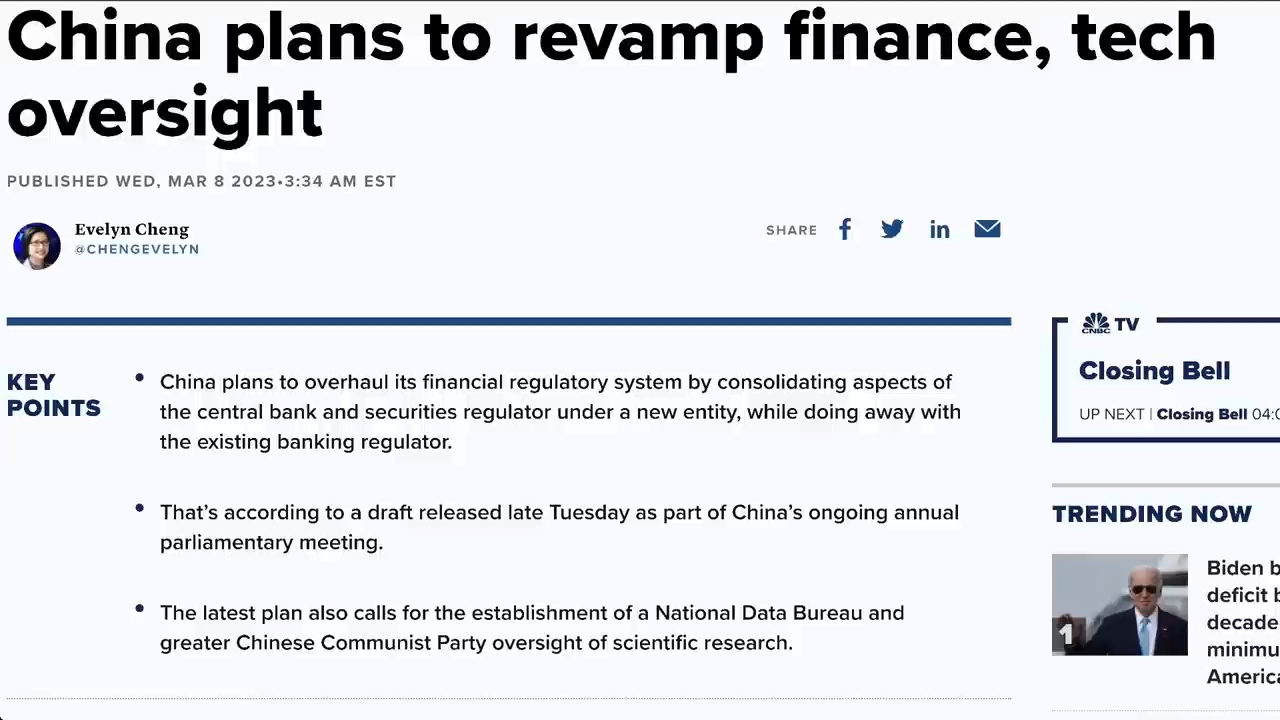 China plans to revamp finance, tech
oversight
PUBLISHED WED, MAR 8 2023•3:34 AM EST
Evelyn Cheng
@CHENGEVELYN
SHARE
KEY
POINTS
• China plans to overhaul its financial regulatory system by consolidating aspects of
the central bank and securities regulator under a new entity, while doing away with
the existing banking regulator.
• That’s according to a draft released late Tuesday as part of China’s ongoing annual
parliamentary meeting.
• The latest plan also calls for the establishment of a National Data Bureau and
greater Chinese Communist Party oversight of scientific research.
CNBC TV
Closing Bell
UP NEXT | Closing Bell 04:
TRENDING NOW
1
Biden
deficit
decade